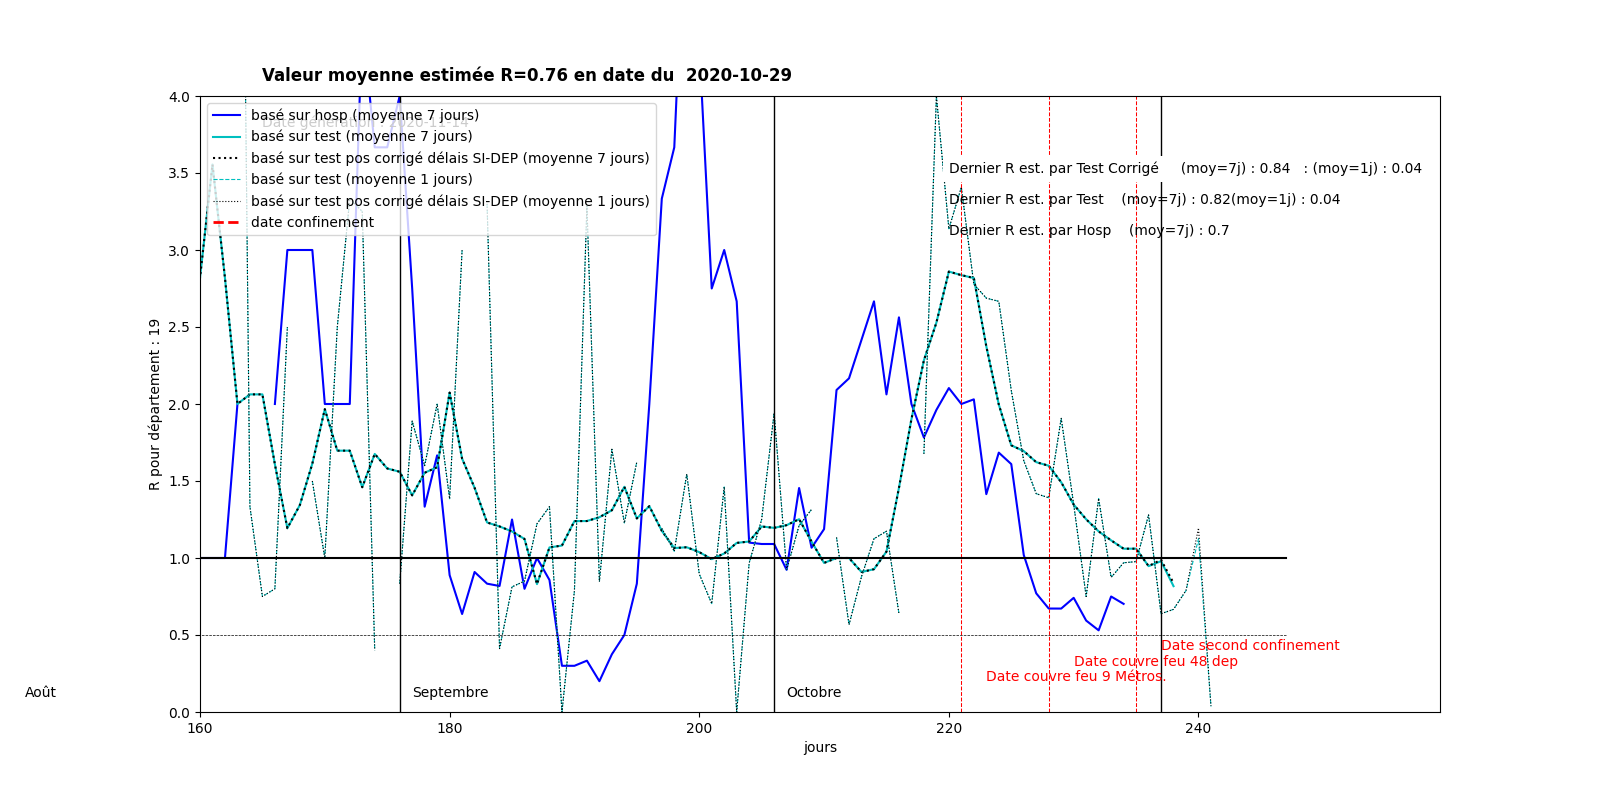 Valeur moyenne estimée R=0.76 en date du  2020-10-29
4.0
3.5
3.0
2.5
2.0
1.5
1.0
0.5
0.0
R pour département : 19
basé sur hosp (moyenne 7 jours)
Date génération : 2020-11-14
basé sur test (moyenne 7 jours)
basé sur test pos corrigé délais SI-DEP (moyenne 7 jours)
basé sur test (moyenne 1 jours)
basé sur test pos corrigé délais SI-DEP (moyenne 1 jours)
date confinement
Dernier R est. par Test Corrigé     (moy=7j) : 0.84   : (moy=1j) : 0.04
Dernier R est. par Test    (moy=7j) : 0.82(moy=1j) : 0.04
Dernier R est. par Hosp    (moy=7j) : 0.7
Date second confinement
Date couvre feu 48 dep
Date couvre feu 9 Métros.
Août
Septembre
Octobre
160
180
200
220
240
jours